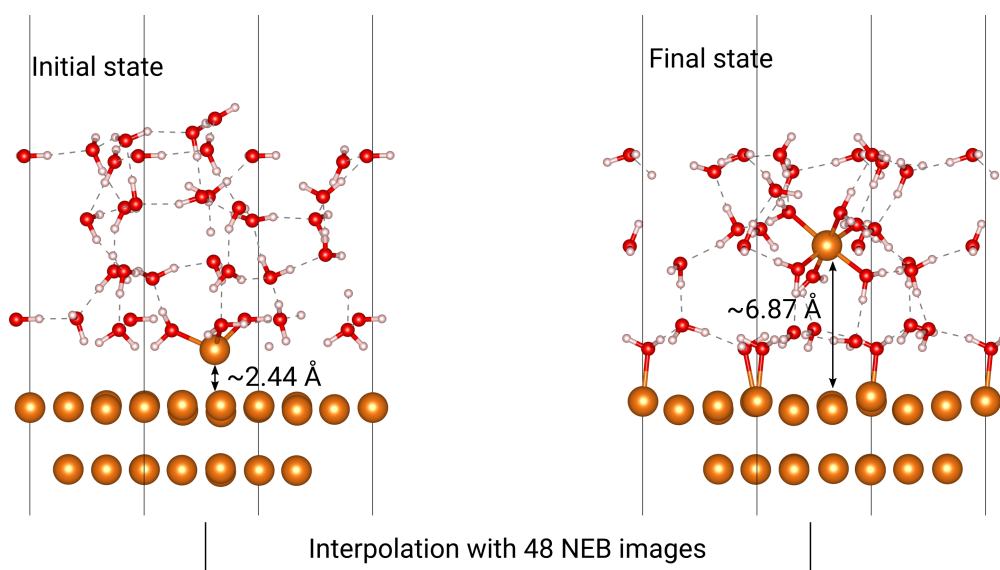 Initial state
Final state
~6.87 Å
~2.44 Å
Interpolation with 48 NEB images